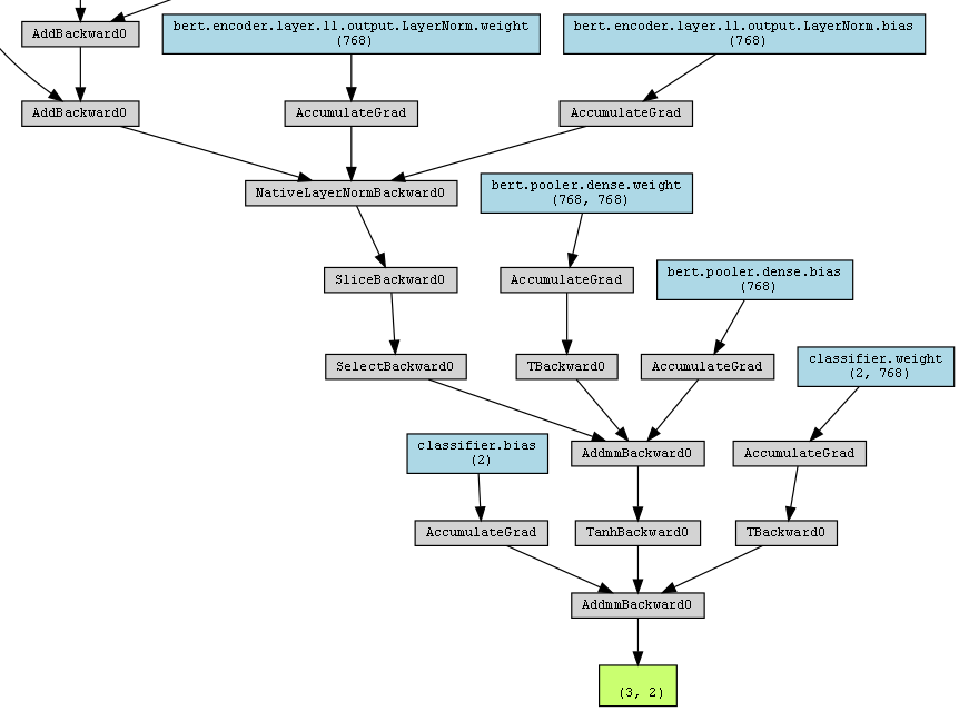 AddBackward0
bert.encoder.layer.11.output.LayerNorm.weight
(768)
bert.encoder.layer.11.output.LayerNorm.bias
(768)
AddBackward0
AccumulateGrad
AccumulateGrad
NativeLayerNormBackward0
bert.pooler.dense.weight
(768, 768)
SliceBackward0
AccumulateGrad
bert.pooler.dense.bias
(768)
SelectBackward0
TBackward0
AccumulateGrad
classifier.weight
(2, 768)
classifier.bias
(2)
AddmmBackward0
AccumulateGrad
AccumulateGrad
TanhBackward0
TBackward0
AddmmBackward0
(3, 2)